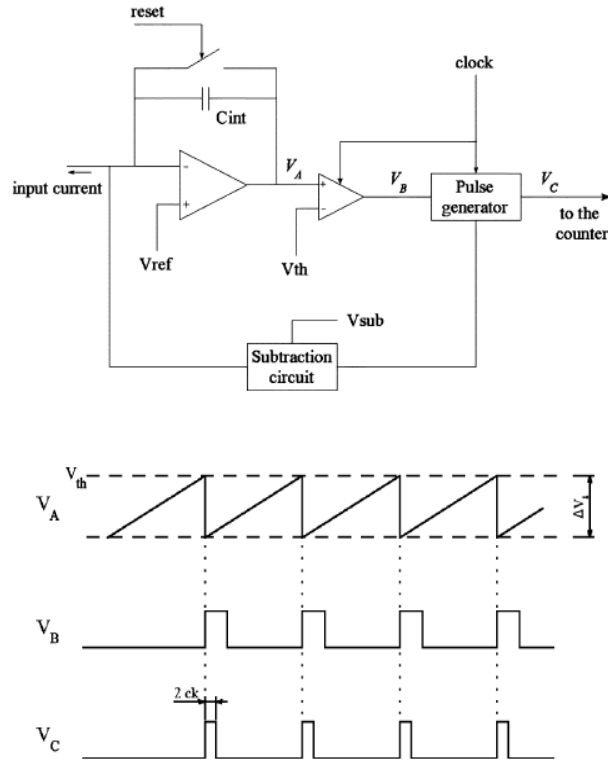 reset
clock
Cint
V_A
V_B
V_C
input current
Pulse
generator
to the
counter
Vref
Vth
Vsub
Subtraction
circuit
V_th
V_A
ΔV_i
V_B
2 ck
V_C